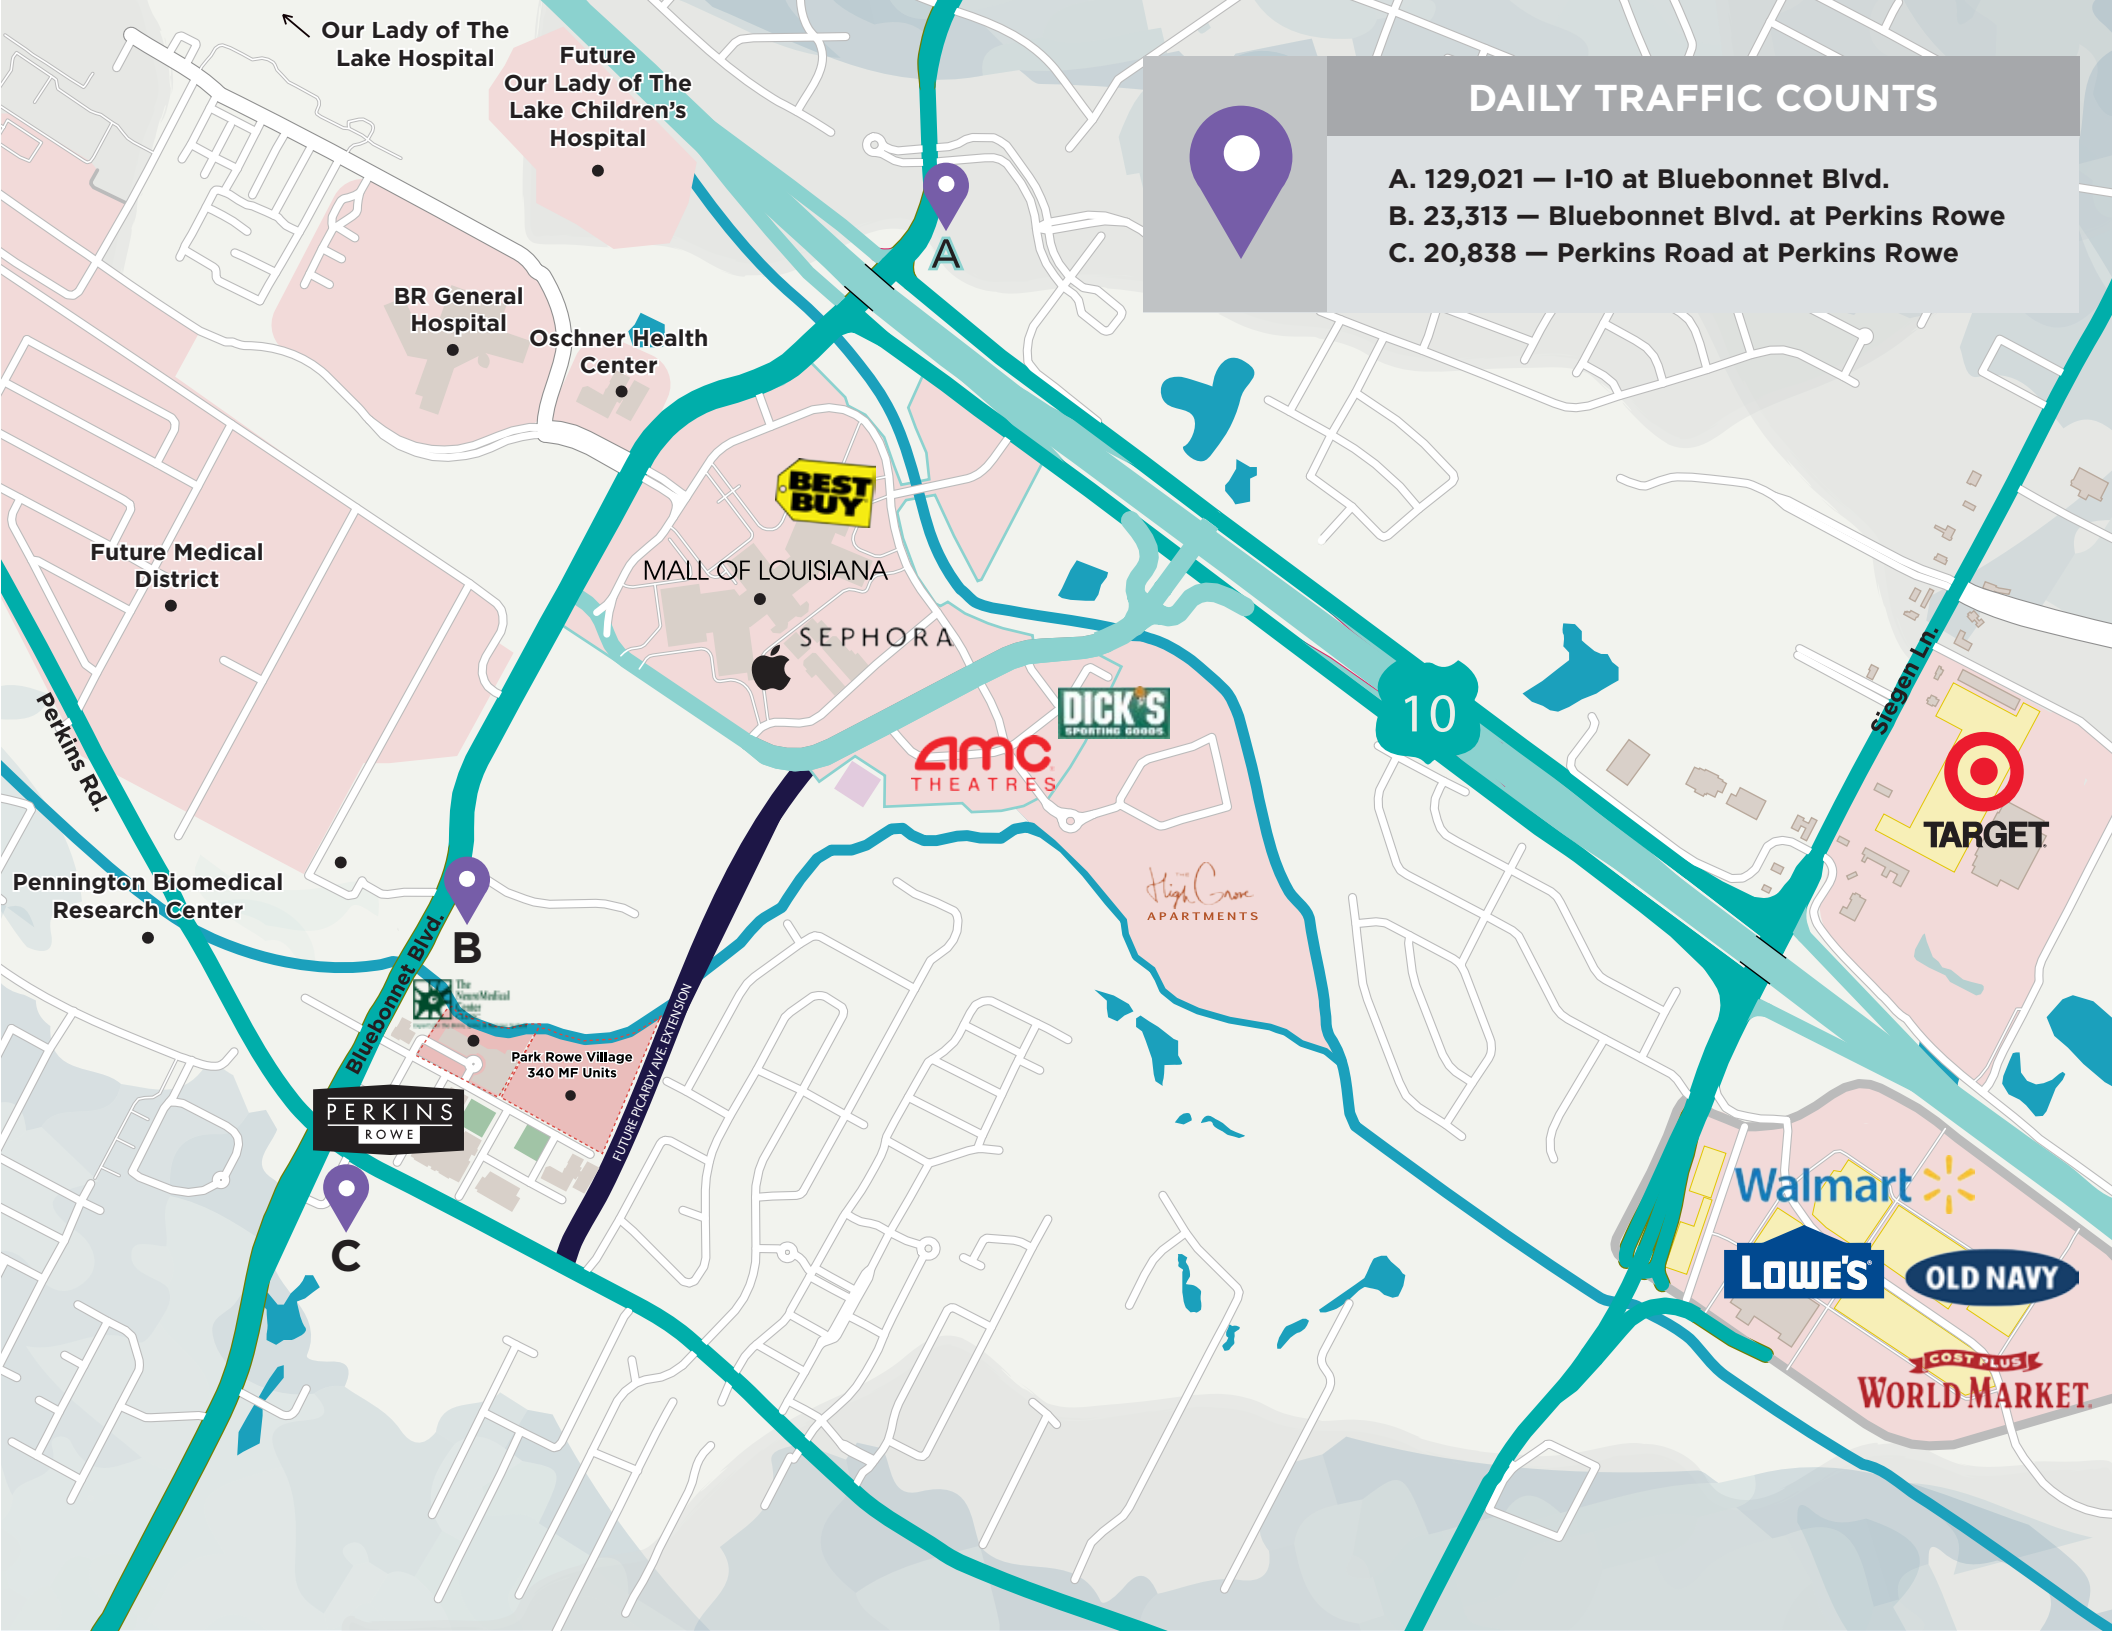 Our Lady of The
Lake Hospital
Future
Our Lady of The
Lake Children's
Hospital
DAILY TRAFFIC COUNTS
A. 129,021 — I-10 at Bluebonnet Blvd.
B. 23,313 — Bluebonnet Blvd. at Perkins Rowe
C. 20,838 — Perkins Road at Perkins Rowe
A
BR General
Hospital
Oschner Health
Center
BEST
BUY
Future Medical
District
MALL OF LOUISIANA
SEPHORA
Siegen Ln.
Perkins Rd.
DICK'S
SPORTING GOODS
10
amc
THEATRES
TARGET
Pennington Biomedical
Research Center
THE
High Grove
APARTMENTS
B
Bluebonnet Blvd.
The
NeuroMedical
Center
FUTURE PICARDY AVE. EXTENSION
Park Rowe Village
340 MF Units
PERKINS
ROWE
C
Walmart
LOWE'S
OLD NAVY
COST PLUS
WORLD MARKET.